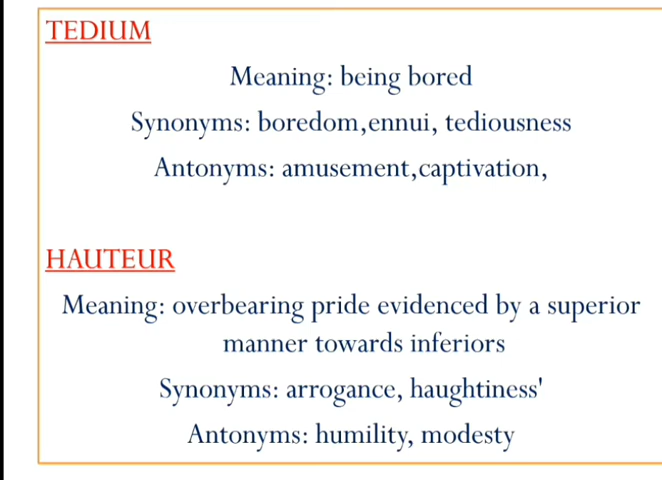 TEDIUM
Meaning: being bored
Synonyms: boredom,ennui, tediousness
Antonyms: amusement,captivation,
HAUTEUR
Meaning: overbearing pride evidenced by a superior
manner towards inferiors
Synonyms: arrogance, haughtiness'
Antonyms: humility, modesty